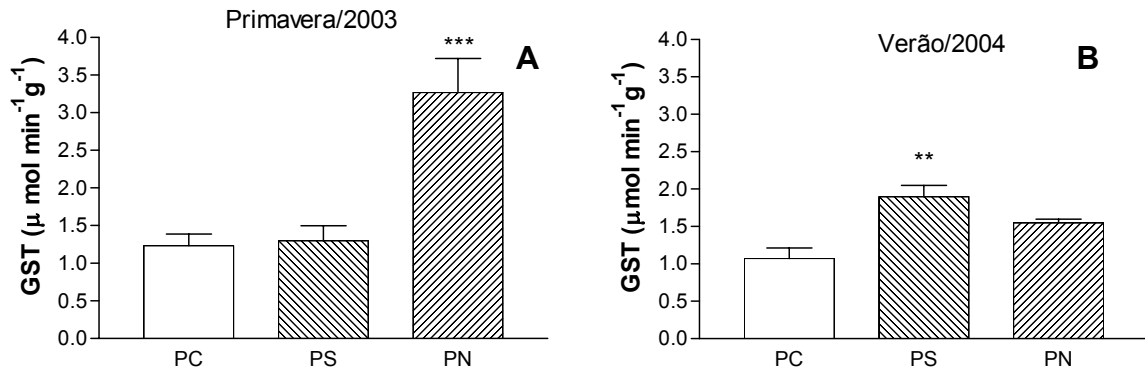 Primavera/2003
A
GST (µ mol min⁻¹g⁻¹)
4.0
3.5
3.0
2.5
2.0
1.5
1.0
0.5
0.0
***
PC PS PN
Verão/2004
B
GST (µmol min⁻¹g⁻¹)
4.0
3.5
3.0
2.5
2.0
1.5
1.0
0.5
0.0
**
PC PS PN